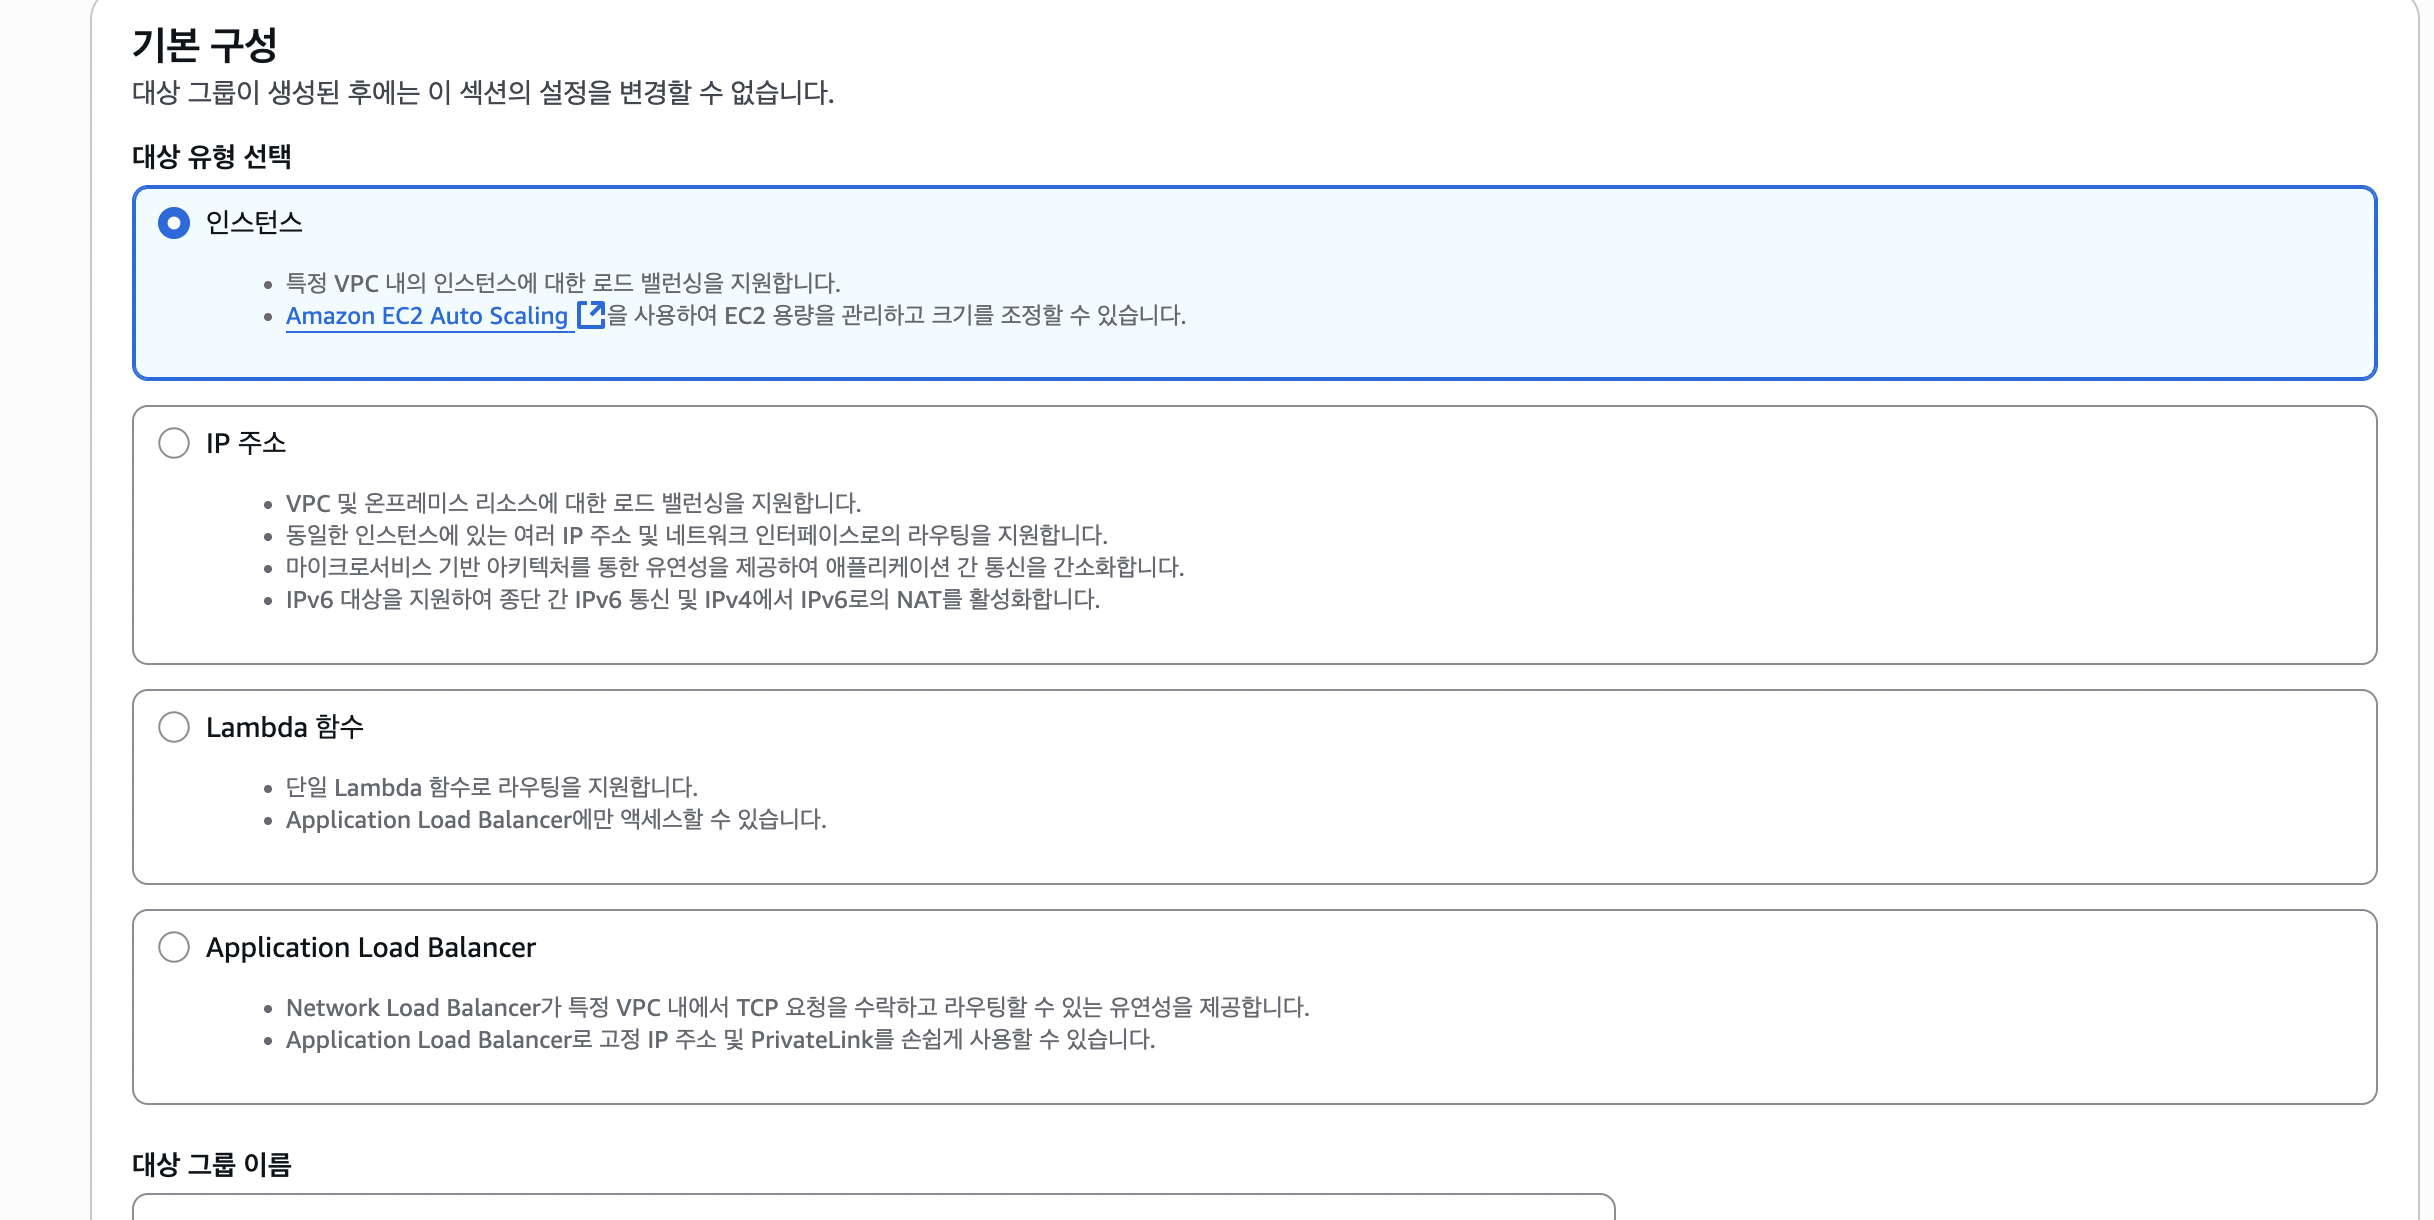 기본 구성
대상 그룹이 생성된 후에는 이 섹션의 설정을 변경할 수 없습니다.
대상 유형 선택
인스턴스
특정 VPC 내의 인스턴스에 대한 로드 밸런싱을 지원합니다.
Amazon EC2 Auto Scaling 을 사용하여 EC2 용량을 관리하고 크기를 조정할 수 있습니다.
IP 주소
VPC 및 온프레미스 리소스에 대한 로드 밸런싱을 지원합니다.
동일한 인스턴스에 있는 여러 IP 주소 및 네트워크 인터페이스로의 라우팅을 지원합니다.
마이크로서비스 기반 아키텍처를 통한 유연성을 제공하여 애플리케이션 간 통신을 간소화합니다.
IPv6 대상을 지원하여 종단 간 IPv6 통신 및 IPv4에서 IPv6로의 NAT를 활성화합니다.
Lambda 함수
단일 Lambda 함수로 라우팅을 지원합니다.
Application Load Balancer에만 액세스할 수 있습니다.
Application Load Balancer
Network Load Balancer가 특정 VPC 내에서 TCP 요청을 수락하고 라우팅할 수 있는 유연성을 제공합니다.
Application Load Balancer로 고정 IP 주소 및 PrivateLink를 손쉽게 사용할 수 있습니다.
대상 그룹 이름